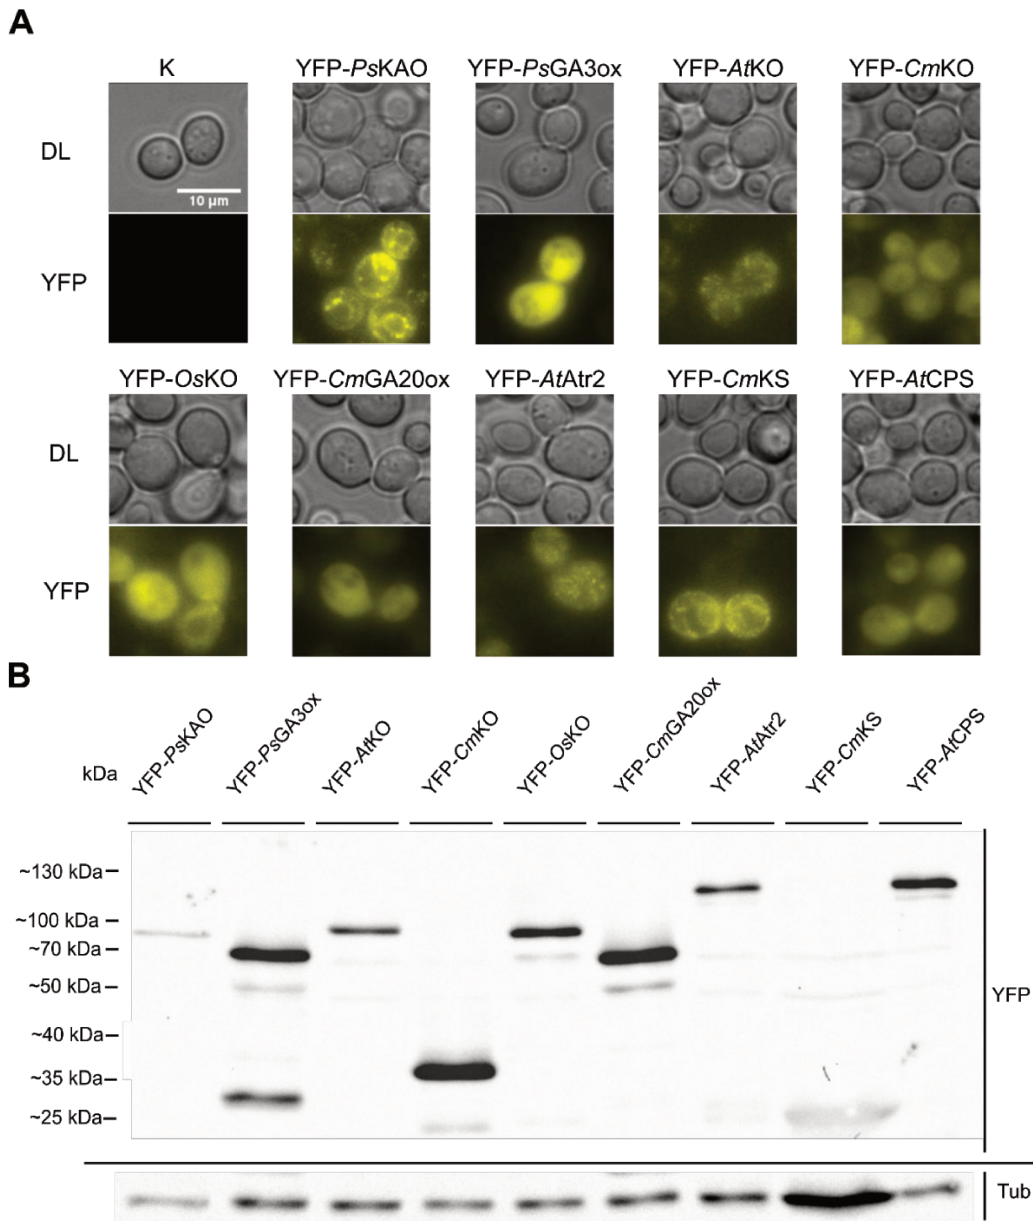 A
K YFP-PsKAO YFP-PsGA3ox YFP-AtKO YFP-CmKO
DL
10 µm
YFP
YFP-OsKO YFP-CmGA20ox YFP-AtAtr2 YFP-CmKS YFP-AtCPS
DL
YFP
B
kDa YFP-PsKAO YFP-PsGA3ox YFP-AtKO YFP-CmKO YFP-OsKO YFP-CmGA20ox YFP-AtAtr2 YFP-CmKS YFP-AtCPS
~130 kDa
~100 kDa
~70 kDa
~50 kDa
YFP
~40 kDa
~35 kDa
~25 kDa
Tub